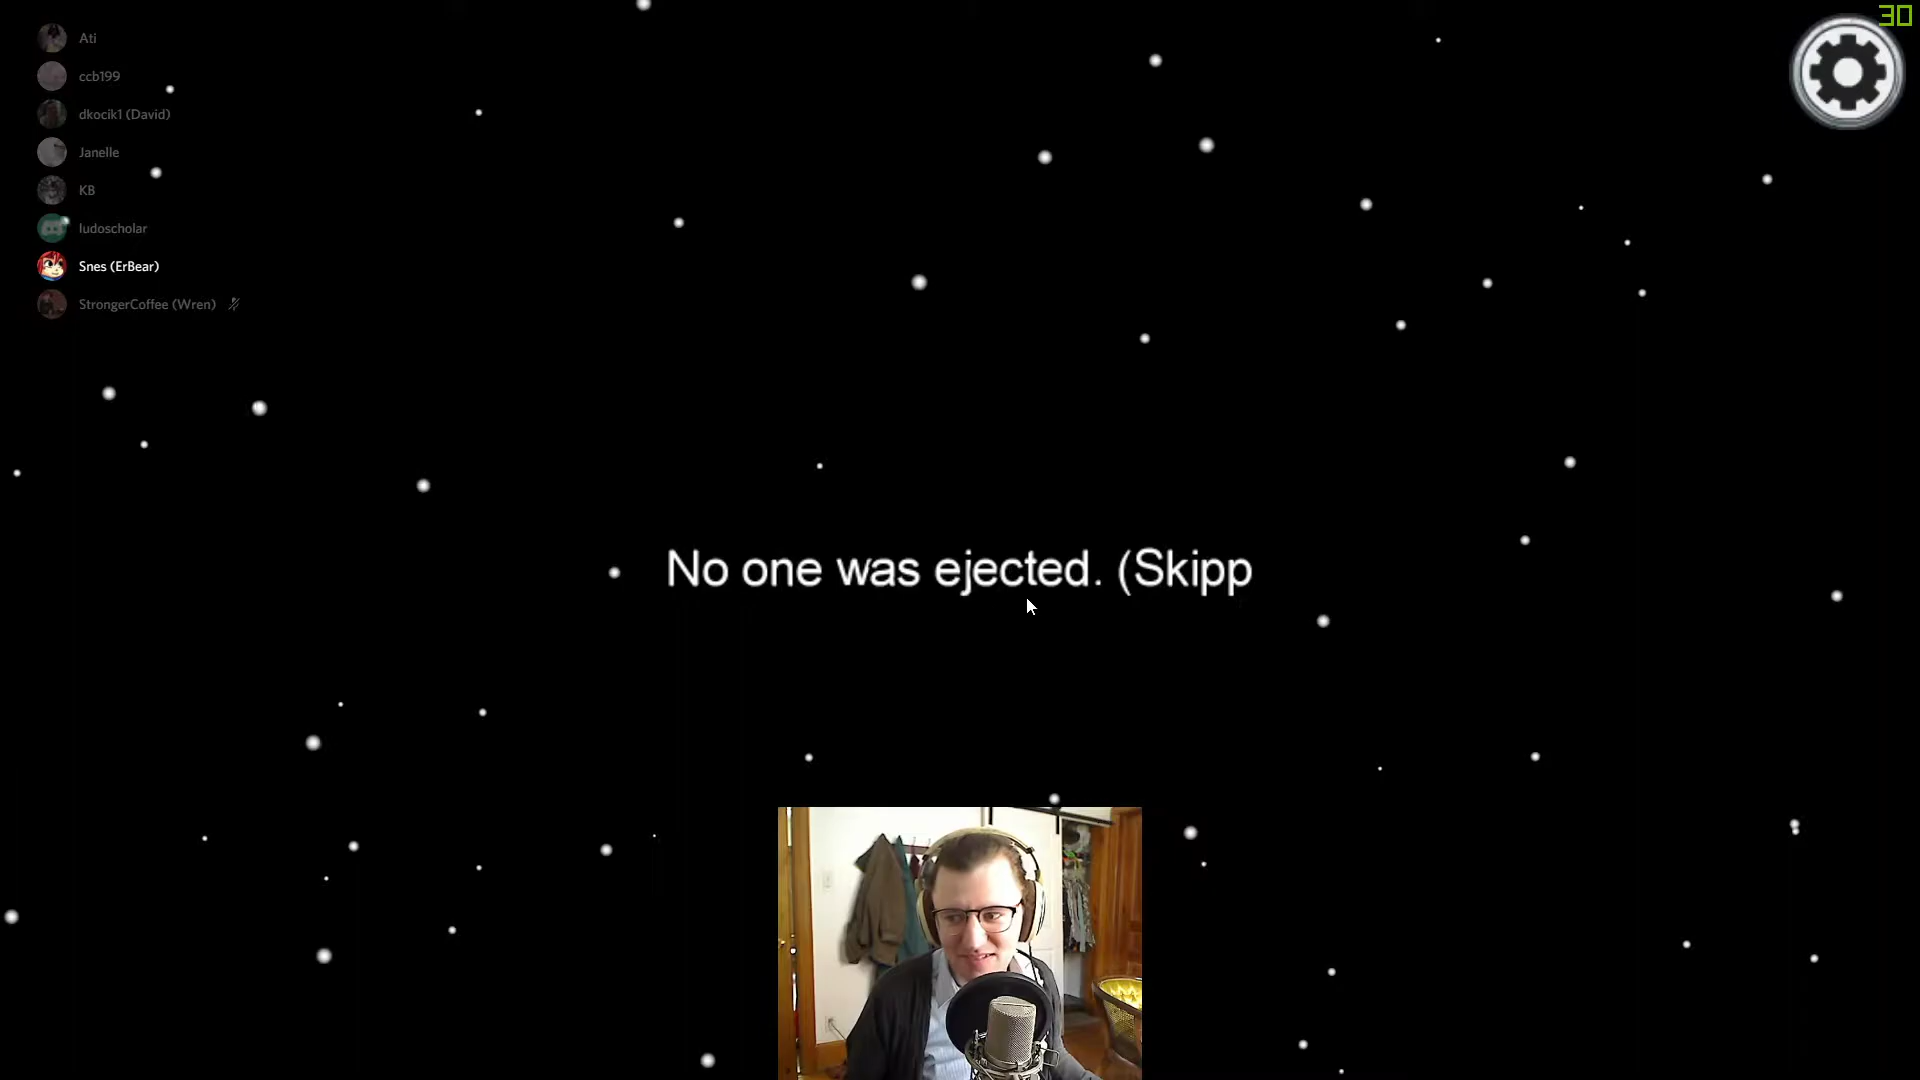 30
Ati
ccb199
dkocik1 (David)
Janelle
KB
ludoscholar
Snes (ErBear)
StrongerCoffee (Wren)
No one was ejected. (Skipp